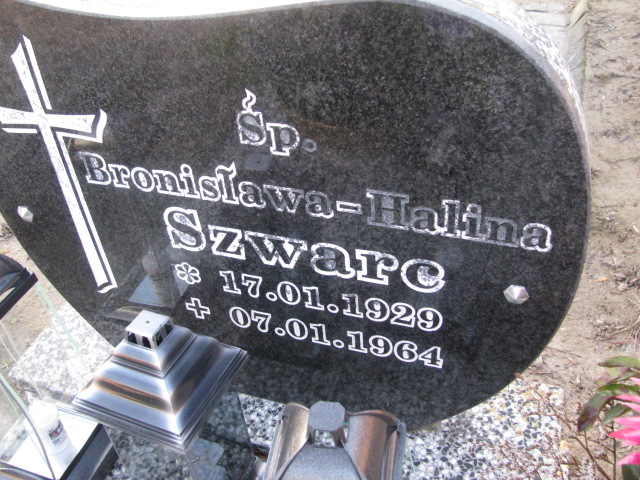 Śp.
Bronisława-Halina
Szwarc
* 17.01.1929
+ 07.01.1964